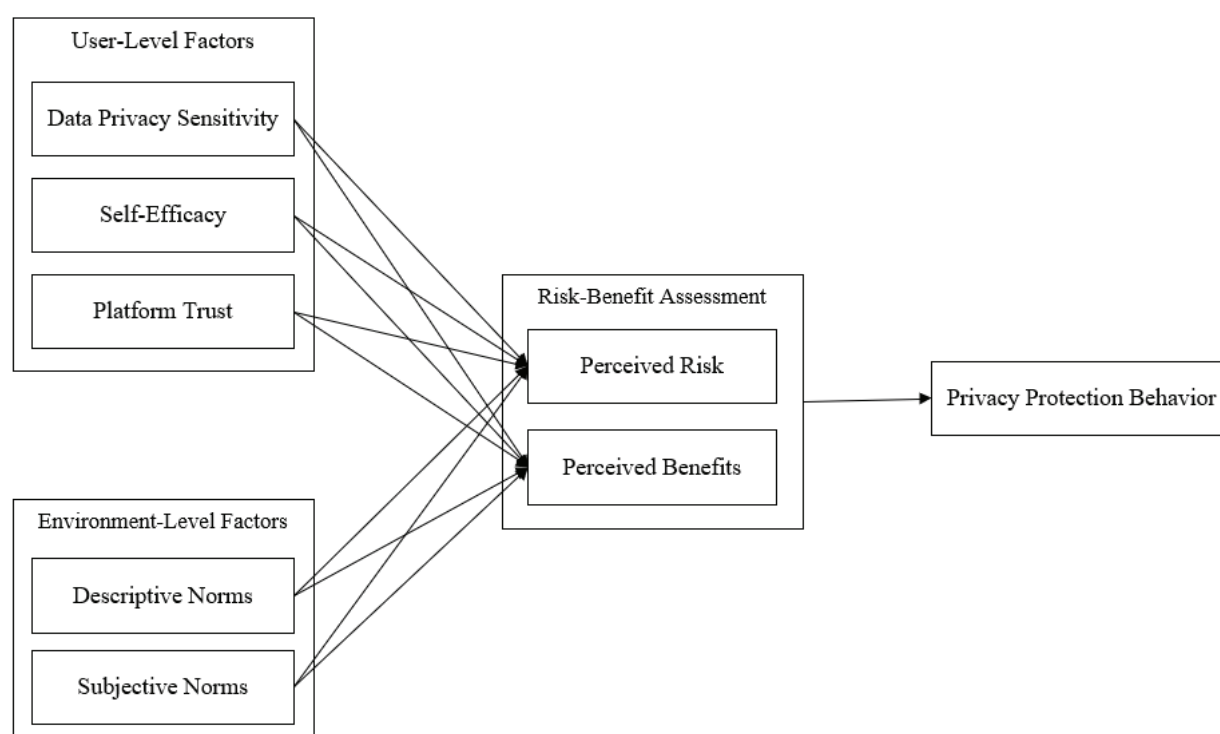 User-Level Factors
Data Privacy Sensitivity
Self-Efficacy
Platform Trust
Risk-Benefit Assessment
Perceived Risk
Perceived Benefits
Privacy Protection Behavior
Environment-Level Factors
Descriptive Norms
Subjective Norms